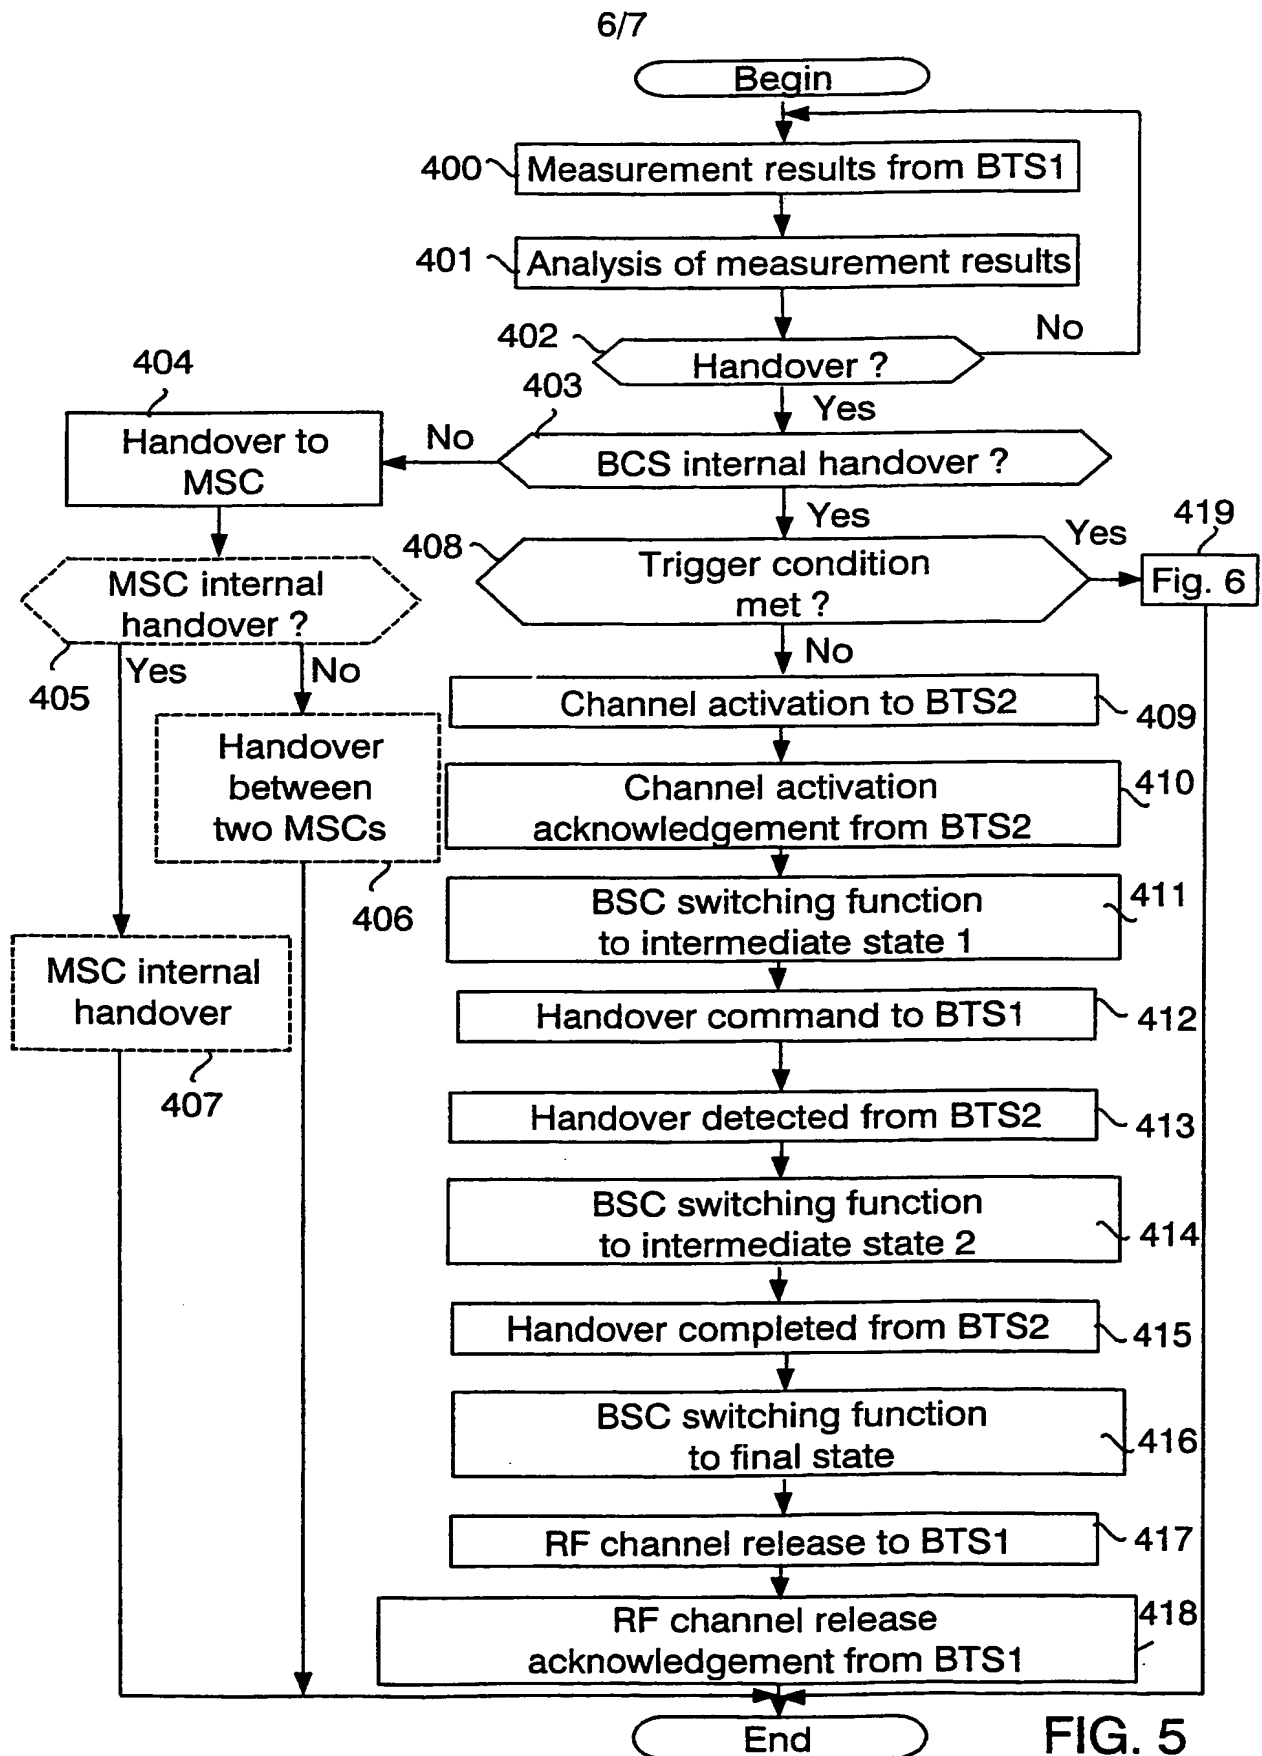 6/7
Begin
400
Measurement results from BTS1
401
Analysis of measurement results
402
Handover ?
No
Yes
403
BCS internal handover ?
No
Yes
404
Handover to
MSC
405
MSC internal
handover ?
Yes
No
406
Handover
between
two MSCs
407
MSC internal
handover
408
Trigger condition
met ?
Yes
No
419
Fig. 6
Channel activation to BTS2
409
Channel activation
acknowledgement from BTS2
410
BSC switching function
to intermediate state 1
411
Handover command to BTS1
412
Handover detected from BTS2
413
BSC switching function
to intermediate state 2
414
Handover completed from BTS2
415
BSC switching function
to final state
416
RF channel release to BTS1
417
RF channel release
acknowledgement from BTS1
418
End
FIG. 5